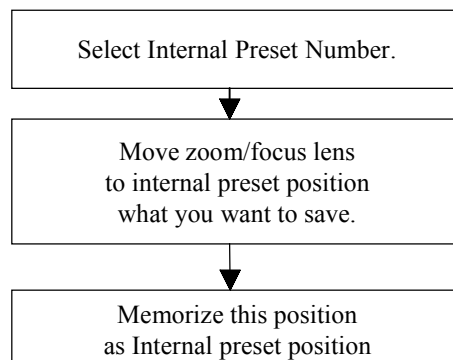 Select Internal Preset Number.
Move zoom/focus lens
to internal preset position
what you want to save.
Memorize this position
as Internal preset position